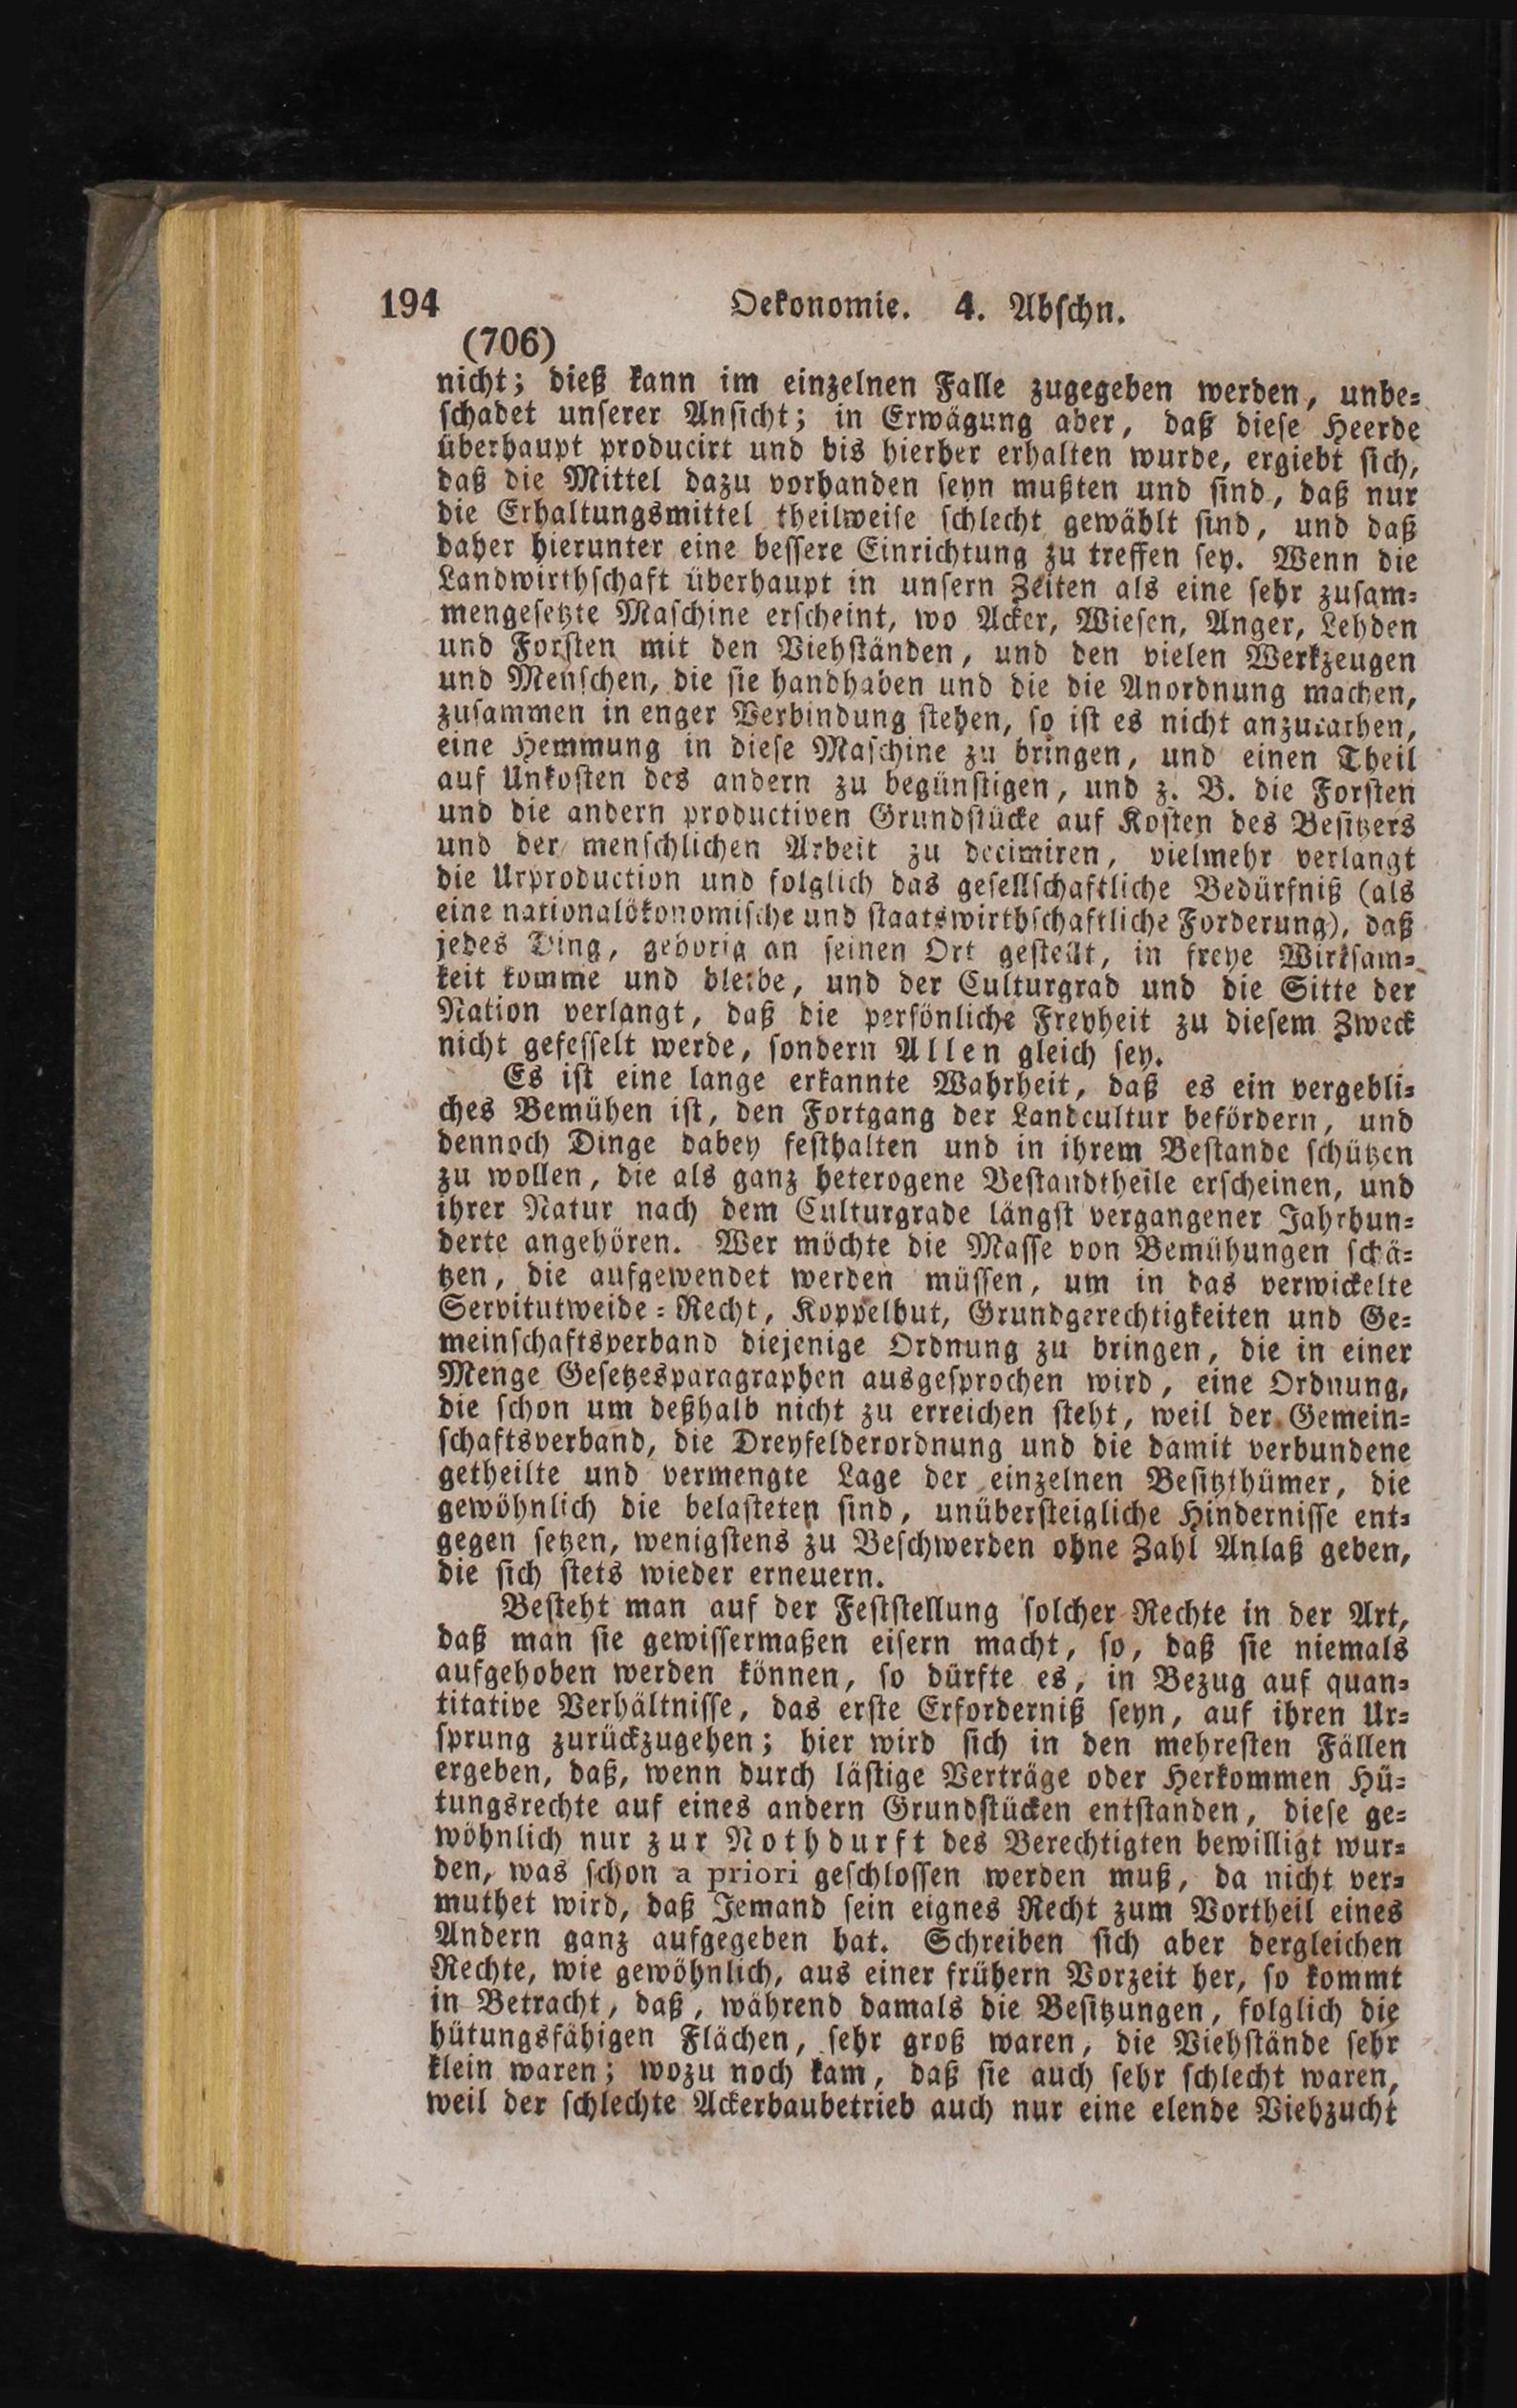 194 Oekonomie. 4. Abschn.
(706)
nicht; dieß kann im einzelnen Falle zugegeben werden, unbe-
schadet unserer Ansicht; in Erwägung aber, daß diese Heerde
überhaupt producirt und bis hierher erhalten wurde, ergiebt sich,
daß die Mittel dazu vorhanden seyn mußten und sind, daß nur
die Erhaltungsmittel theilweise schlecht gewählt sind, und daß
daher hierunter eine bessere Einrichtung zu treffen sey. Wenn die
Landwirthschaft überhaupt in unsern Zeiten als eine sehr zusam-
mengesetzte Maschine erscheint, wo Acker, Wiesen, Anger, Lehden
und Forsten mit den Viehständen, und den vielen Werkzeugen
und Menschen, die sie handhaben und die die Anordnung machen,
zusammen in enger Verbindung stehen, so ist es nicht anzurathen,
eine Hemmung in diese Maschine zu bringen, und einen Theil
auf Unkosten des andern zu begünstigen, und z. B. die Forsten
und die andern productiven Grundstücke auf Kosten des Besitzers
und der menschlichen Arbeit zu decimiren, vielmehr verlangt
die Urproduction und folglich das gesellschaftliche Bedürfniß (als
eine nationalökonomische und staatswirthschaftliche Forderung), daß
jedes Ding, gehörig an seinen Ort gestellt, in freye Wirksam-
keit komme und bleibe, und der Culturgrad und die Sitte der
Nation verlangt, daß die persönliche Freyheit zu diesem Zweck
nicht gefesselt werde, sondern Allen gleich sey.
Es ist eine lange erkannte Wahrheit, daß es ein vergebli-
ches Bemühen ist, den Fortgang der Landcultur befördern, und
dennoch Dinge dabey festhalten und in ihrem Bestande schützen
zu wollen, die als ganz heterogene Bestandtheile erscheinen, und
ihrer Natur nach dem Culturgrade längst vergangener Jahrhun-
derte angehören. Wer möchte die Masse von Bemühungen schä-
tzen, die aufgewendet werden müssen, um in das verwickelte
Servitutweide-Recht, Koppelhut, Grundgerechtigkeiten und Ge-
meinschaftsverband diejenige Ordnung zu bringen, die in einer
Menge Gesetzesparagraphen ausgesprochen wird, eine Ordnung,
die schon um deßhalb nicht zu erreichen steht, weil der Gemein-
schaftsverband, die Dreyfelderordnung und die damit verbundene
getheilte und vermengte Lage der einzelnen Besitzthümer, die
gewöhnlich die belasteten sind, unübersteigliche Hindernisse ent-
gegen setzen, wenigstens zu Beschwerden ohne Zahl Anlaß geben,
die sich stets wieder erneuern.
Besteht man auf der Feststellung solcher Rechte in der Art,
daß man sie gewissermaßen eisern macht, so, daß sie niemals
aufgehoben werden können, so dürfte es, in Bezug auf quan-
titative Verhältnisse, das erste Erforderniß seyn, auf ihren Ur-
sprung zurückzugehen; hier wird sich in den mehresten Fällen
ergeben, daß, wenn durch lästige Verträge oder Herkommen Hü-
tungsrechte auf eines andern Grundstücken entstanden, diese ge-
wöhnlich nur zur Nothdurft des Berechtigten bewilligt wur-
den, was schon a priori geschlossen werden muß, da nicht ver-
muthet wird, daß Jemand sein eignes Recht zum Vortheil eines
Andern ganz aufgegeben hat. Schreiben sich aber dergleichen
Rechte, wie gewöhnlich, aus einer frühern Vorzeit her, so kommt
in Betracht, daß, während damals die Besitzungen, folglich die
hütungsfähigen Flächen, sehr groß waren, die Viehstände sehr
klein waren; wozu noch kam, daß sie auch sehr schlecht waren,
weil der schlechte Ackerbaubetrieb auch nur eine elende Viehzucht